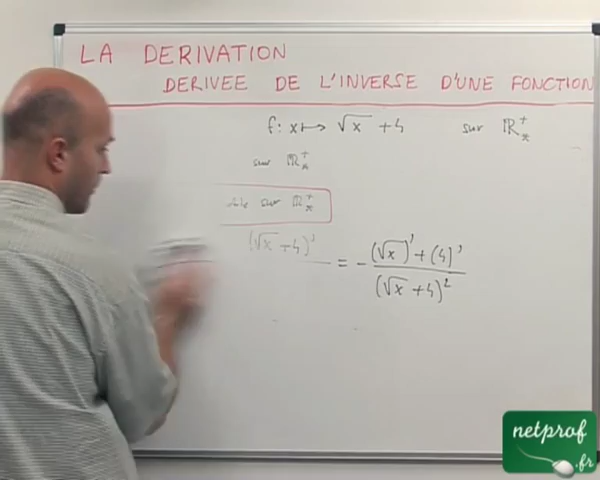 LA DERIVATION
DERIVEE DE L'INVERSE D'UNE FONCTION
f: x ↦ √x + 4 sur ℝ*⁺
sur ℝ*⁺
sur ℝ*⁺
(√x + 4)' = - ((√x)' + (4)') / (√x + 4)²
netprof
.fr